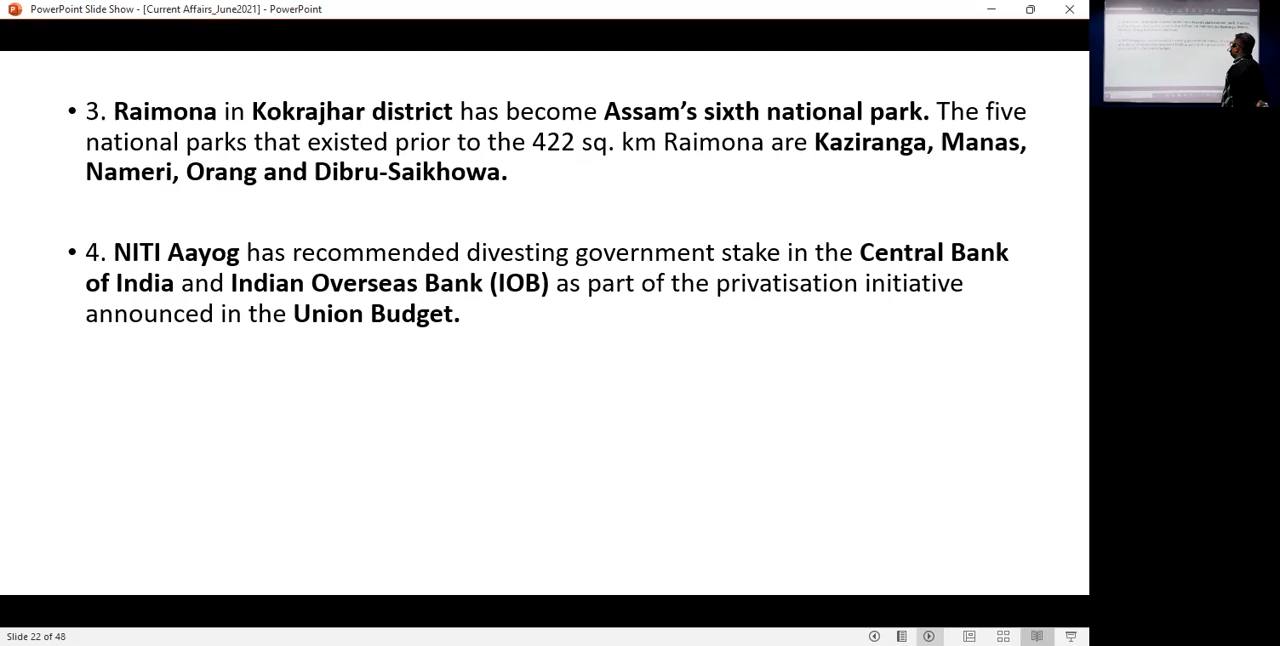 PowerPoint Slide Show - [Current Affairs_June2021] - PowerPoint
• 3. Raimona in Kokrajhar district has become Assam’s sixth national park. The five
national parks that existed prior to the 422 sq. km Raimona are Kaziranga, Manas,
Nameri, Orang and Dibru-Saikhowa.
• 4. NITI Aayog has recommended divesting government stake in the Central Bank
of India and Indian Overseas Bank (IOB) as part of the privatisation initiative
announced in the Union Budget.
Slide 22 of 48